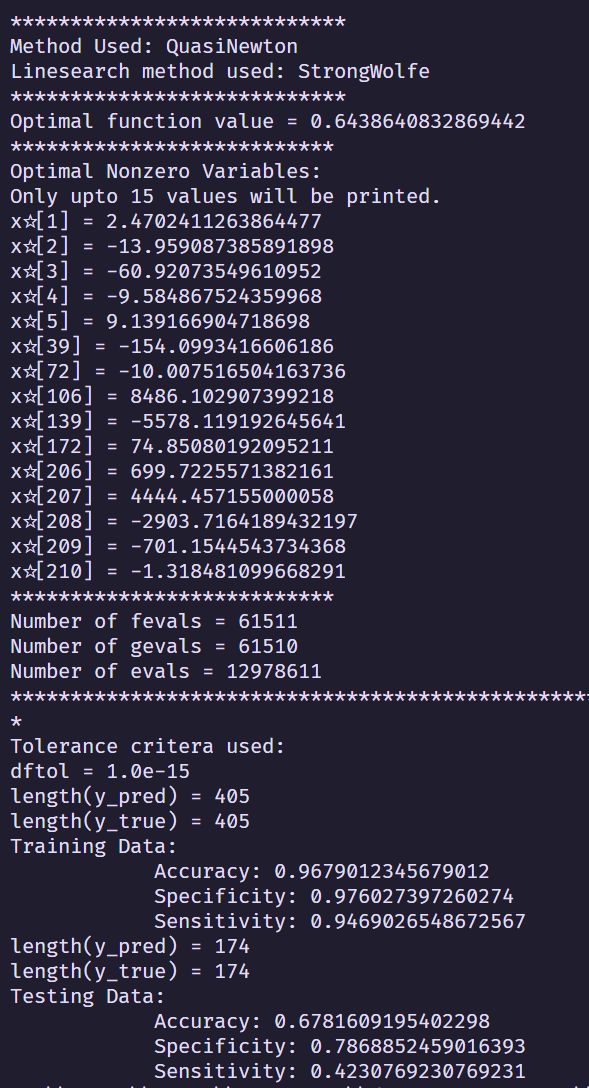 ****************************
Method Used: QuasiNewton
Linesearch method used: StrongWolfe
****************************
Optimal function value = 0.6438640832869442
***************************
Optimal Nonzero Variables:
Only upto 15 values will be printed.
x☆[1] = 2.4702411263864477
x☆[2] = -13.959087385891898
x☆[3] = -60.92073549610952
x☆[4] = -9.584867524359968
x☆[5] = 9.139166904718698
x☆[39] = -154.0993416606186
x☆[72] = -10.007516504163736
x☆[106] = 8486.102907399218
x☆[139] = -5578.119192645641
x☆[172] = 74.85080192095211
x☆[206] = 699.7225571382161
x☆[207] = 4444.457155000058
x☆[208] = -2903.7164189432197
x☆[209] = -701.1544543734368
x☆[210] = -1.318481099668291
***************************
Number of fevals = 61511
Number of gevals = 61510
Number of evals = 12978611
*************************************************
*
Tolerance critera used:
dftol = 1.0e-15
length(y_pred) = 405
length(y_true) = 405
Training Data:
Accuracy: 0.9679012345679012
Specificity: 0.976027397260274
Sensitivity: 0.9469026548672567
length(y_pred) = 174
length(y_true) = 174
Testing Data:
Accuracy: 0.6781609195402298
Specificity: 0.7868852459016393
Sensitivity: 0.4230769230769231